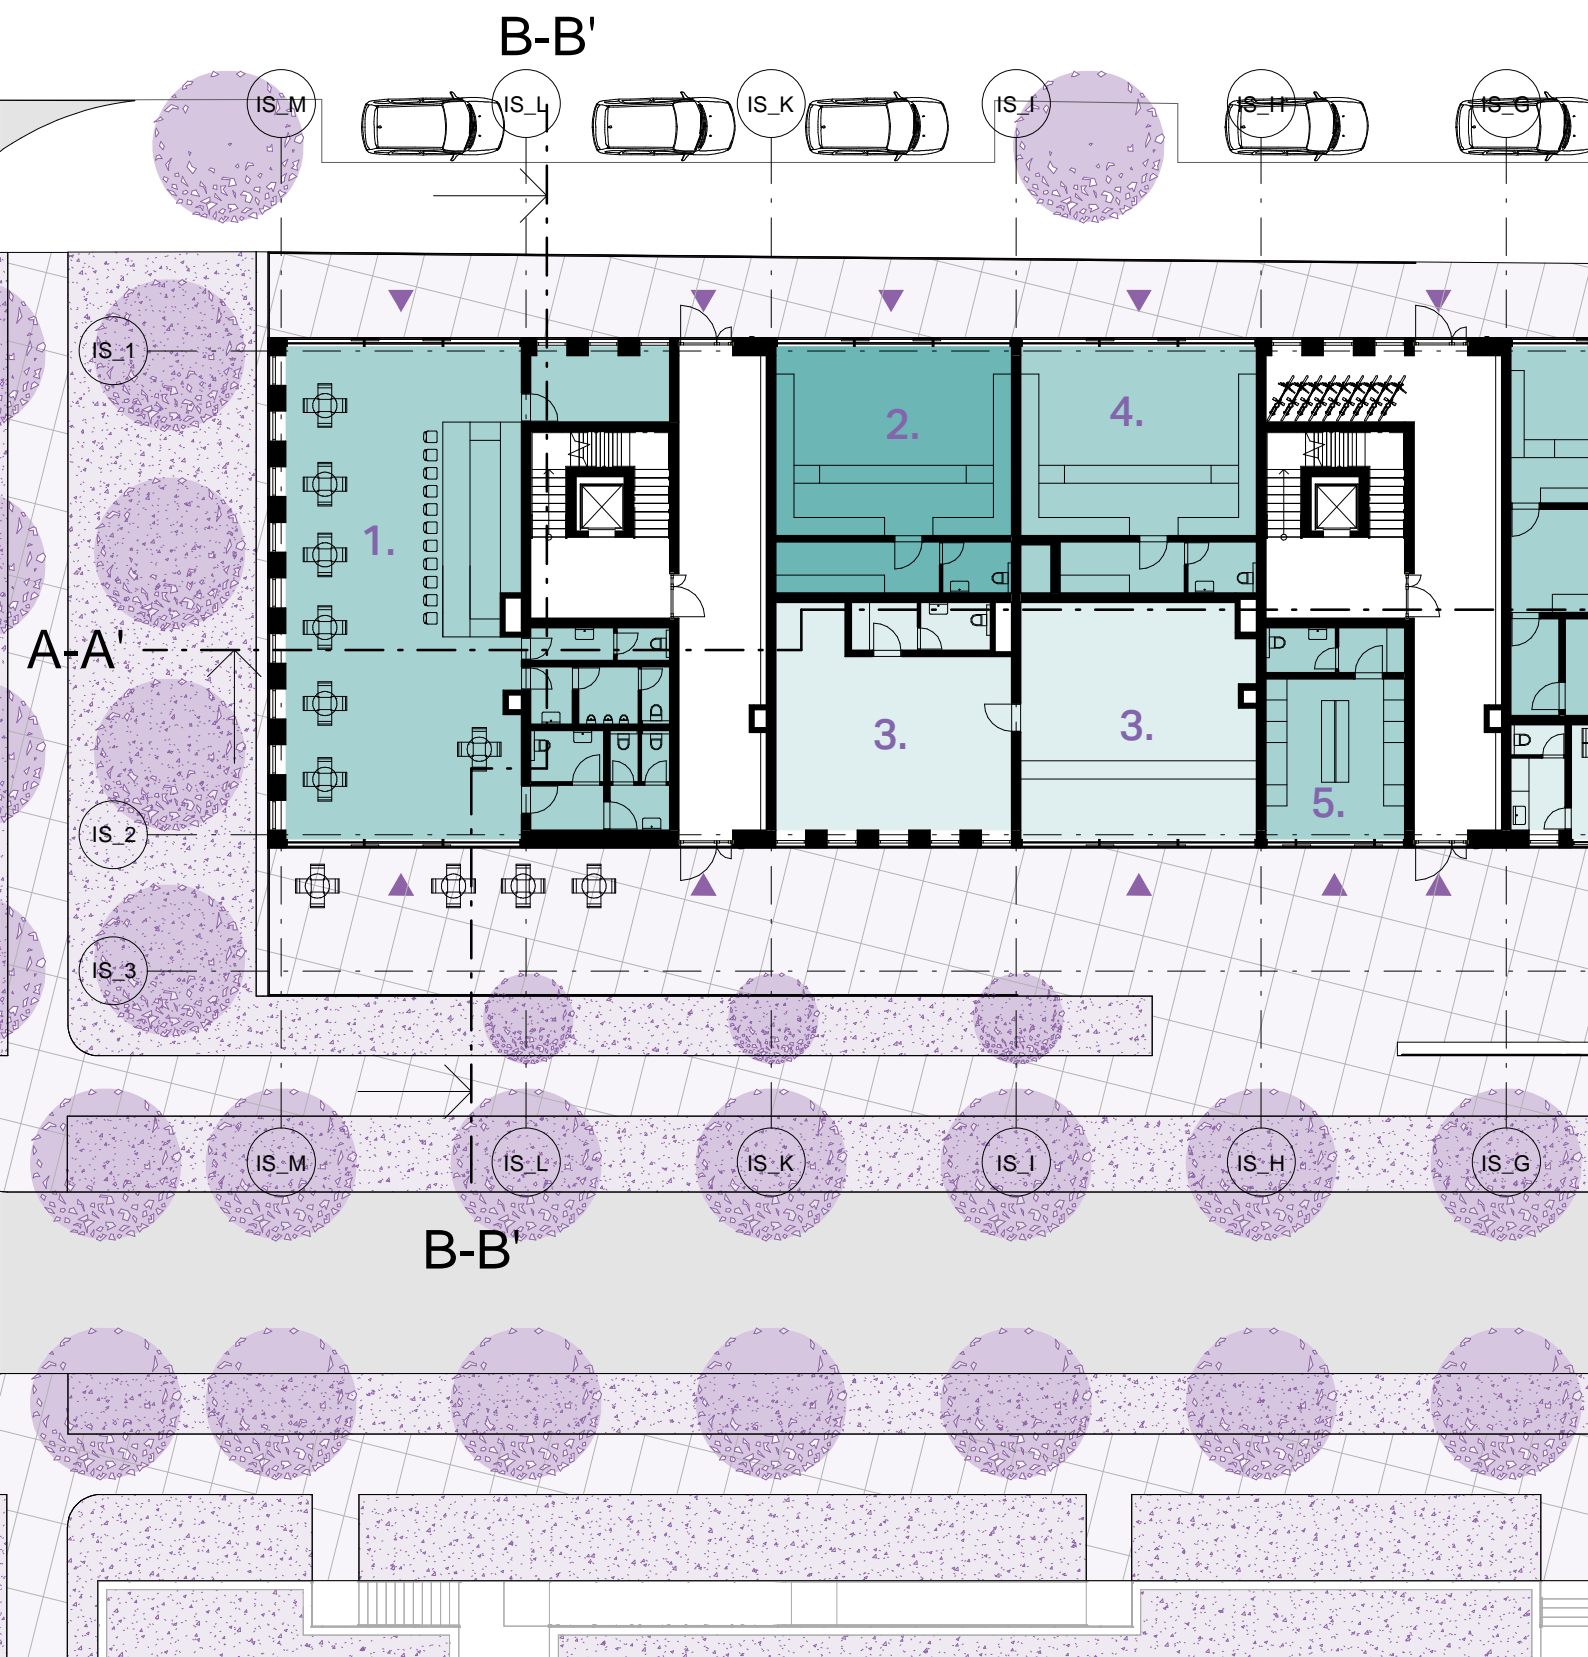 B-B'
IS_M IS_L IS_K IS_I IS_H IS_G
IS_1
2. 4.
1.
A-A'
3. 3.
5.
IS_2
IS_3
IS_M IS_L IS_K IS_I IS_H IS_G
B-B'